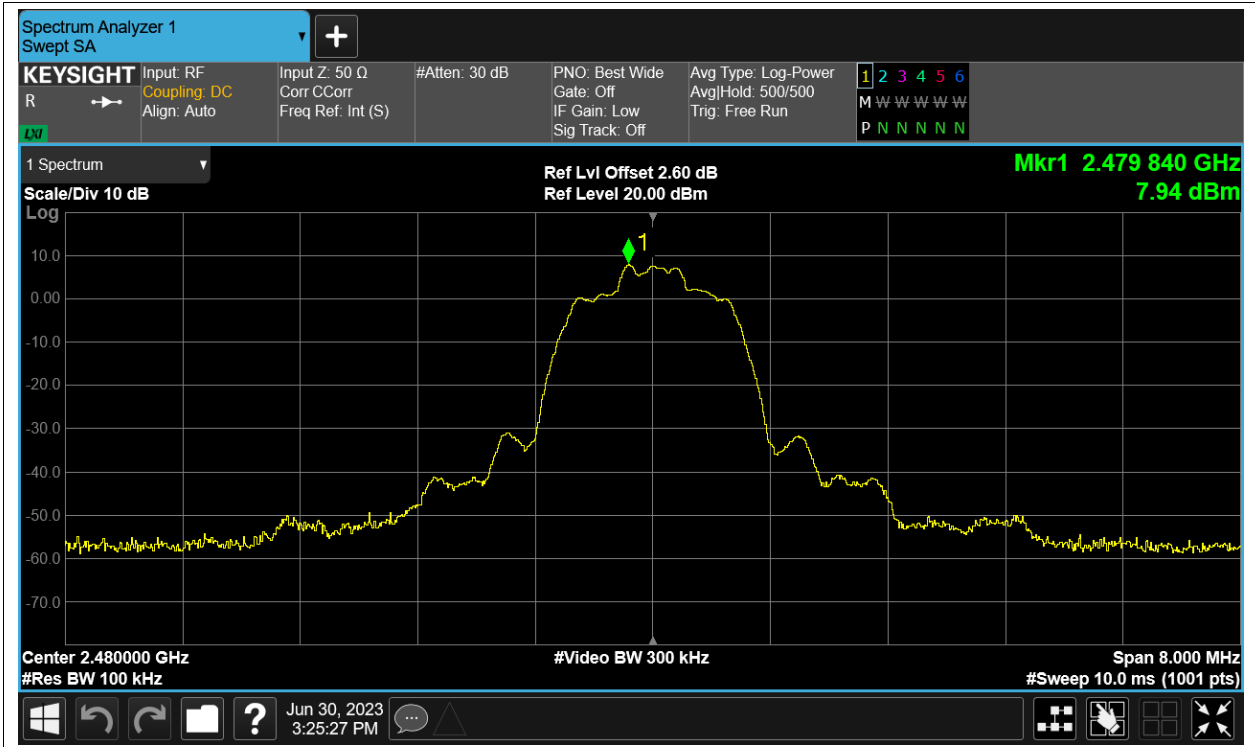 Spectrum Analyzer 1
Swept SA
+
KEYSIGHT
R
LXI
Input: RF
Coupling: DC
Align: Auto
Input Z: 50 Ω
Corr CCorr
Freq Ref: Int (S)
#Atten: 30 dB
PNO: Best Wide
Gate: Off
IF Gain: Low
Sig Track: Off
Avg Type: Log-Power
Avg|Hold: 500/500
Trig: Free Run
1 2 3 4 5 6
M W W W W W
P N N N N N
1 Spectrum
Scale/Div 10 dB
Log
Ref Lvl Offset 2.60 dB
Ref Level 20.00 dBm
Mkr1 2.479 840 GHz
7.94 dBm
1
10.0
0.00
-10.0
-20.0
-30.0
-40.0
-50.0
-60.0
-70.0
Center 2.480000 GHz
#Res BW 100 kHz
#Video BW 300 kHz
Span 8.000 MHz
#Sweep 10.0 ms (1001 pts)
?
Jun 30, 2023
3:25:27 PM